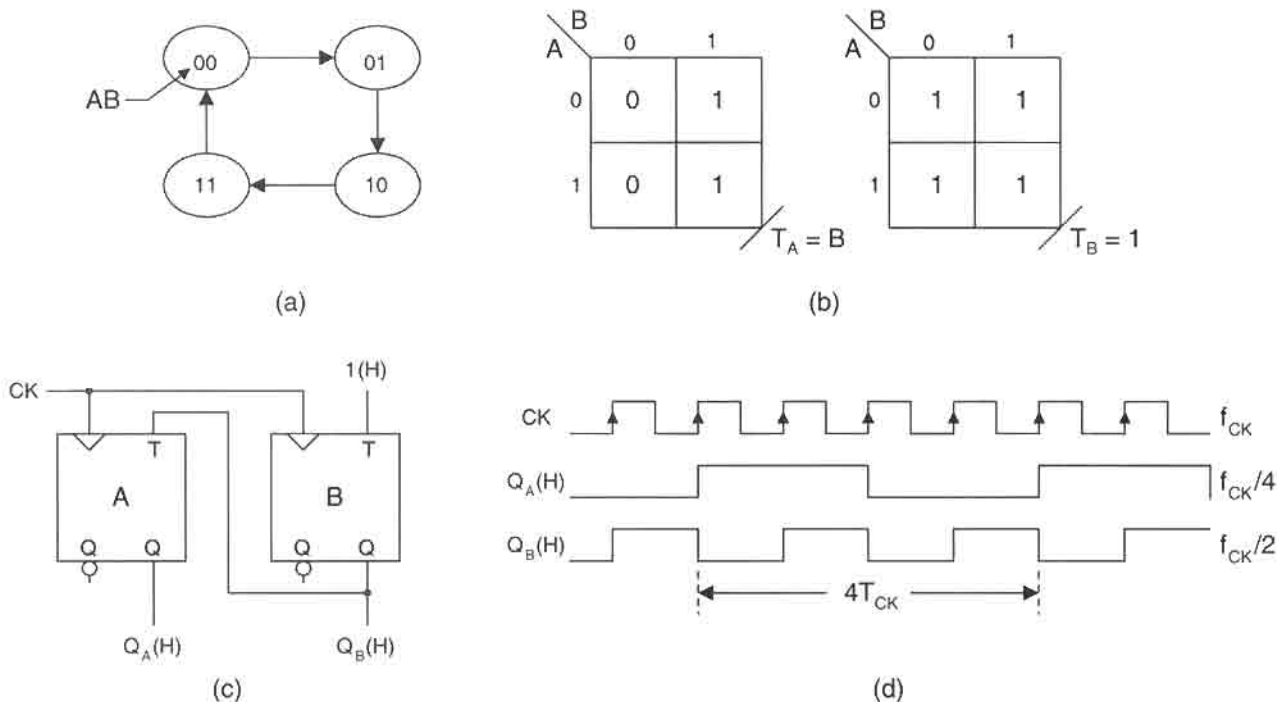 00
01
AB
11
10
(a)
B
A
0 1
0
0 1
1
0 1
T_A = B
B
A
0 1
0
1 1
1
1 1
T_B = 1
(b)
CK
1(H)
T
T
A
B
Q Q
Q Q
Q_A(H)
Q_B(H)
(c)
CK
f_CK
Q_A(H)
f_CK/4
Q_B(H)
f_CK/2
4T_CK
(d)